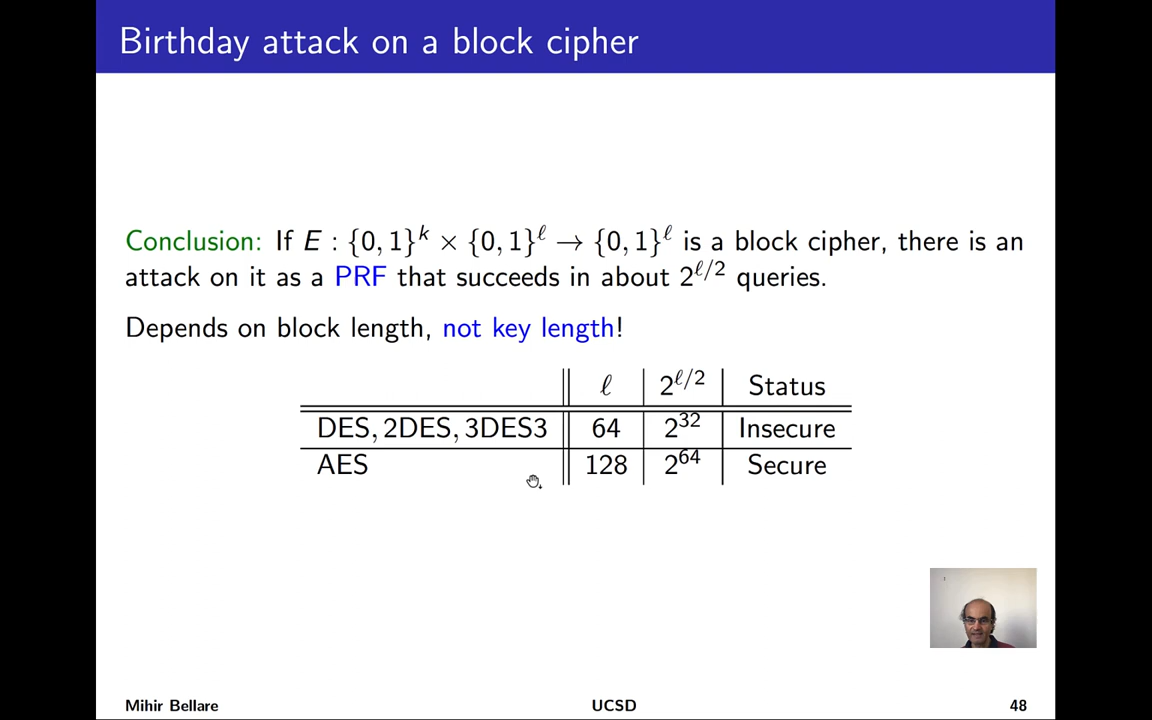 Birthday attack on a block cipher
Conclusion: If E : {0, 1}^k × {0, 1}^ℓ → {0, 1}^ℓ is a block cipher, there is an
attack on it as a PRF that succeeds in about 2^{ℓ/2} queries.
Depends on block length, not key length!
ℓ 2^{ℓ/2} Status
DES, 2DES, 3DES3 64 2^{32} Insecure
AES 128 2^{64} Secure
Mihir Bellare UCSD 48